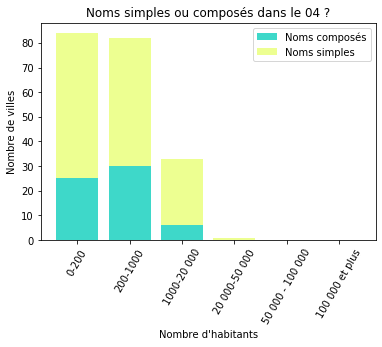 Noms simples ou composés dans le 04 ?
Noms composés
Noms simples
Nombre de villes
80
70
60
50
40
30
20
10
0
0-200
200-1000
1000-20 000
20 000-50 000
50 000 - 100 000
100 000 et plus
Nombre d'habitants